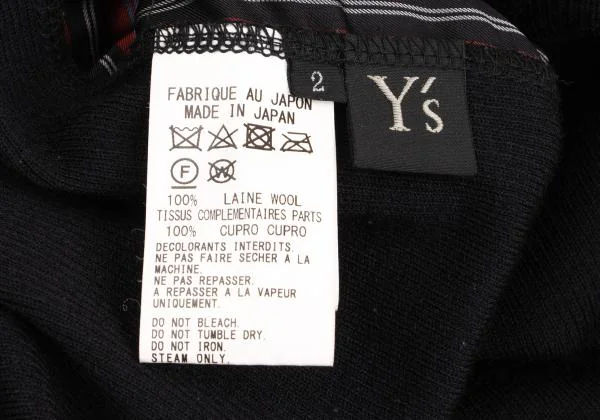 2
Y's
FABRIQUE AU JAPON
MADE IN JAPAN
F
W
100% LAINE WOOL
TISSUS COMPLEMENTAIRES PARTS
100% CUPRO CUPRO
DECOLORANTS INTERDITS.
NE PAS FAIRE SECHER À LA
MACHINE.
NE PAS REPASSER.
A REPASSER A LA VAPEUR
UNIQUEMENT.
DO NOT BLEACH.
DO NOT TUMBLE DRY.
DO NOT IRON.
STEAM ONLY.